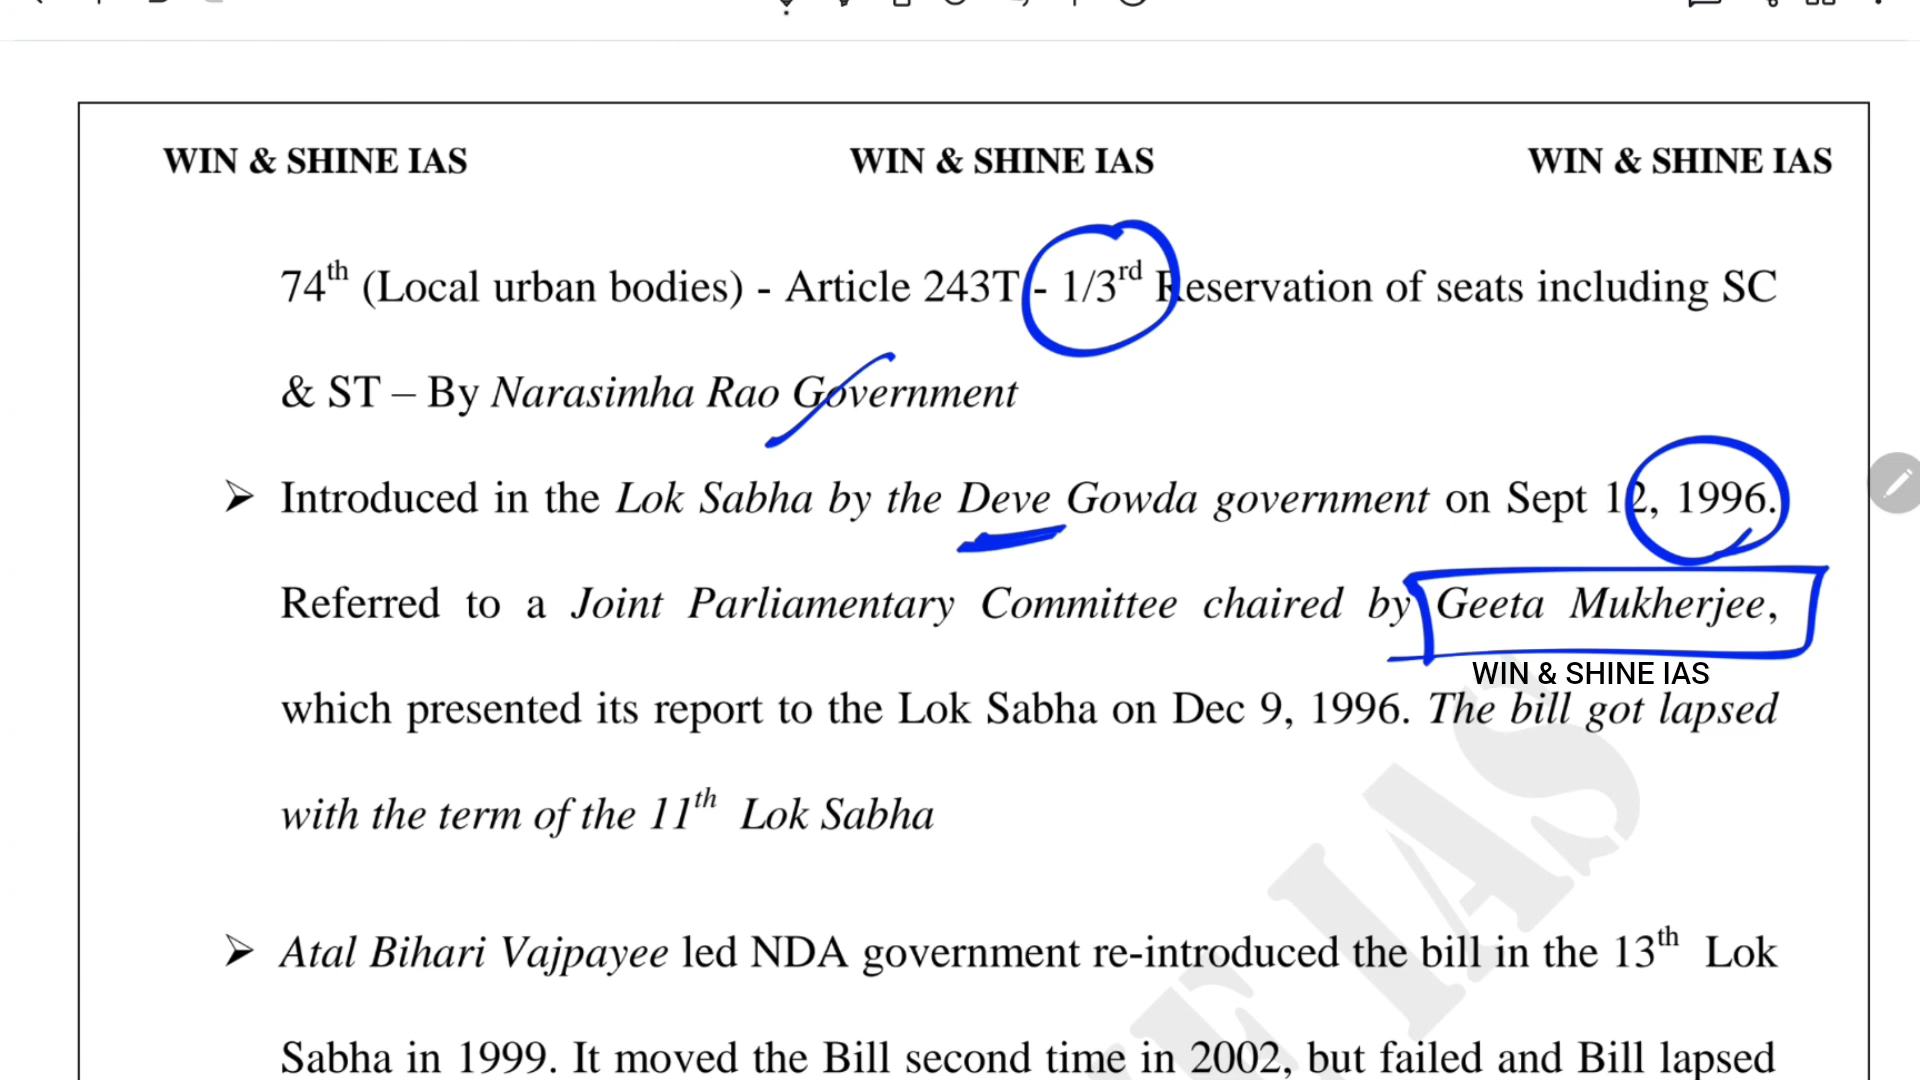 WIN & SHINE IAS WIN & SHINE IAS WIN & SHINE IAS
74th (Local urban bodies) - Article 243T - 1/3rd Reservation of seats including SC
& ST – By Narasimha Rao Government
➢ Introduced in the Lok Sabha by the Deve Gowda government on Sept 12, 1996.
Referred to a Joint Parliamentary Committee chaired by Geeta Mukherjee,
WIN & SHINE IAS
which presented its report to the Lok Sabha on Dec 9, 1996. The bill got lapsed
with the term of the 11th Lok Sabha
➢ Atal Bihari Vajpayee led NDA government re-introduced the bill in the 13th Lok
Sabha in 1999. It moved the Bill second time in 2002, but failed and Bill lapsed
IAS